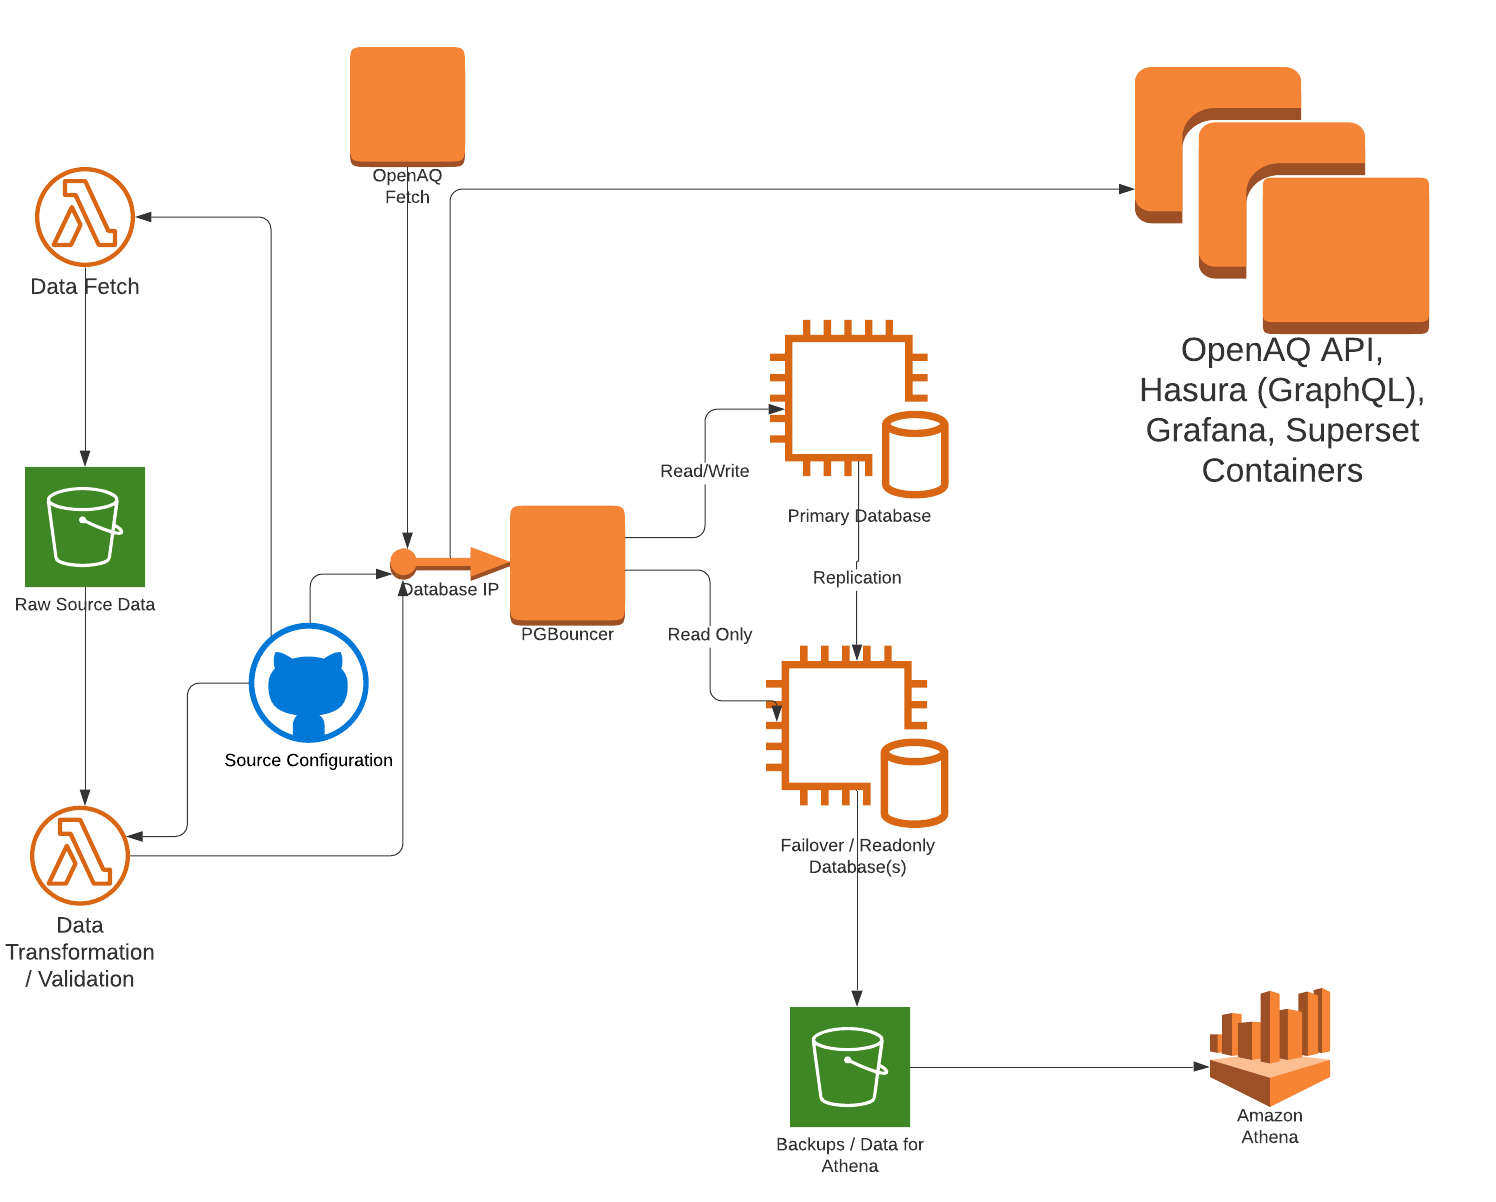 OpenAQ
Fetch
Data Fetch
OpenAQ API,
Hasura (GraphQL),
Grafana, Superset
Containers
Read/Write
Primary Database
Replication
Database IP
Raw Source Data
PGBouncer
Read Only
Source Configuration
Failover / Readonly
Database(s)
Data
Transformation
/ Validation
Backups / Data for
Athena
Amazon
Athena